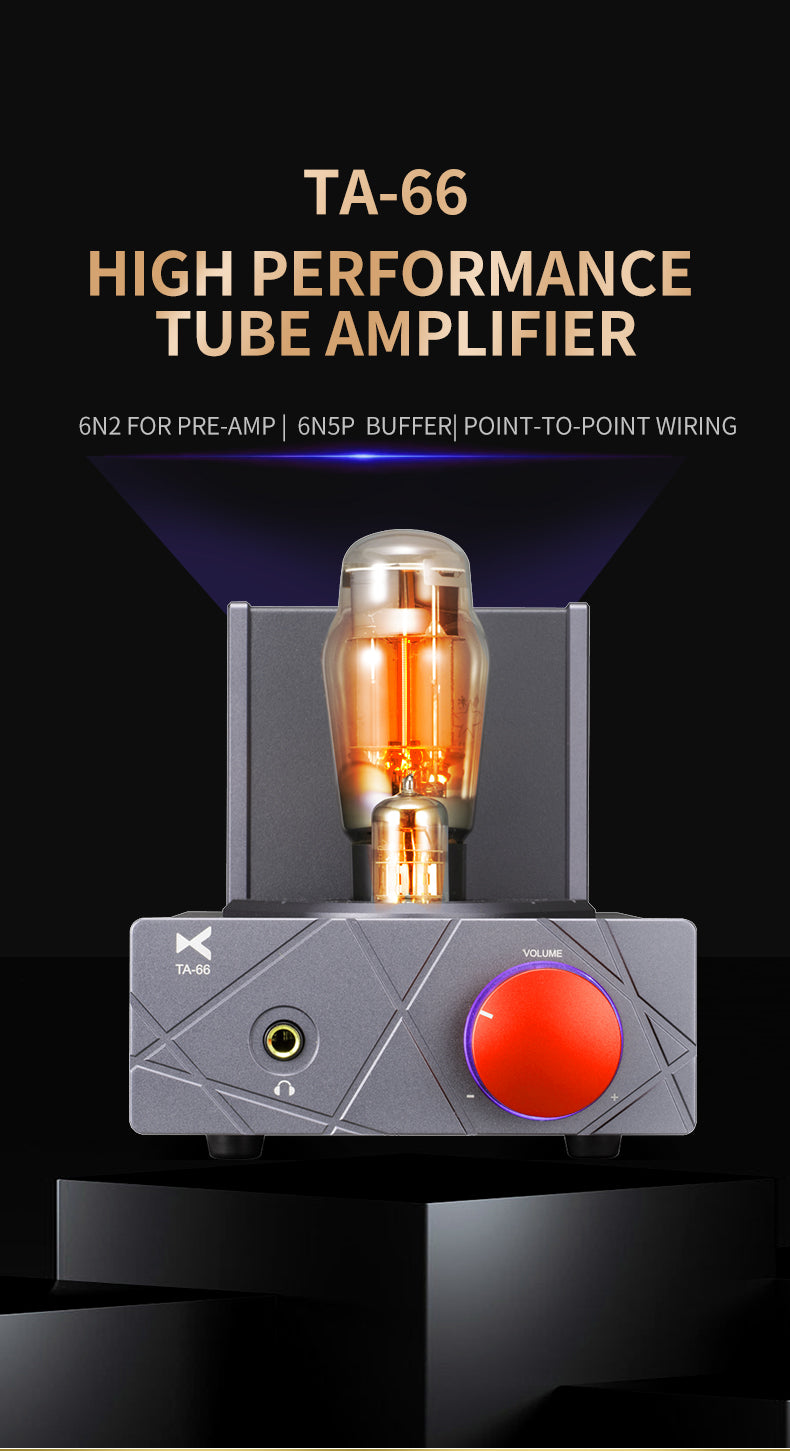 TA-66
HIGH PERFORMANCE
TUBE AMPLIFIER
6N2 FOR PRE-AMP | 6N5P BUFFER| POINT-TO-POINT WIRING
TA-66
VOLUME
- +